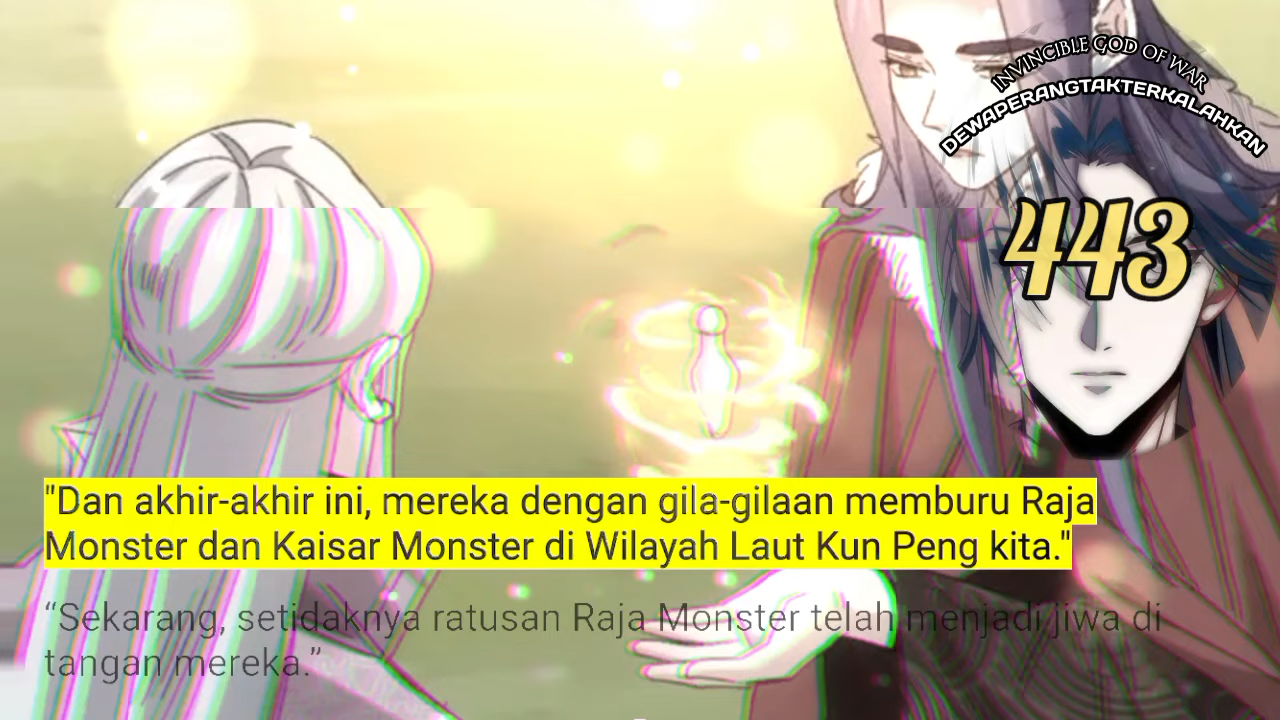 INVINCIBLE GOD OF WAR
DEWAPERANGTAKTERKALAHKAN
443
"Dan akhir-akhir ini, mereka dengan gila-gilaan memburu Raja
Monster dan Kaisar Monster di Wilayah Laut Kun Peng kita."
“Sekarang, setidaknya ratusan Raja Monster telah menjadi jiwa di
tangan mereka.”